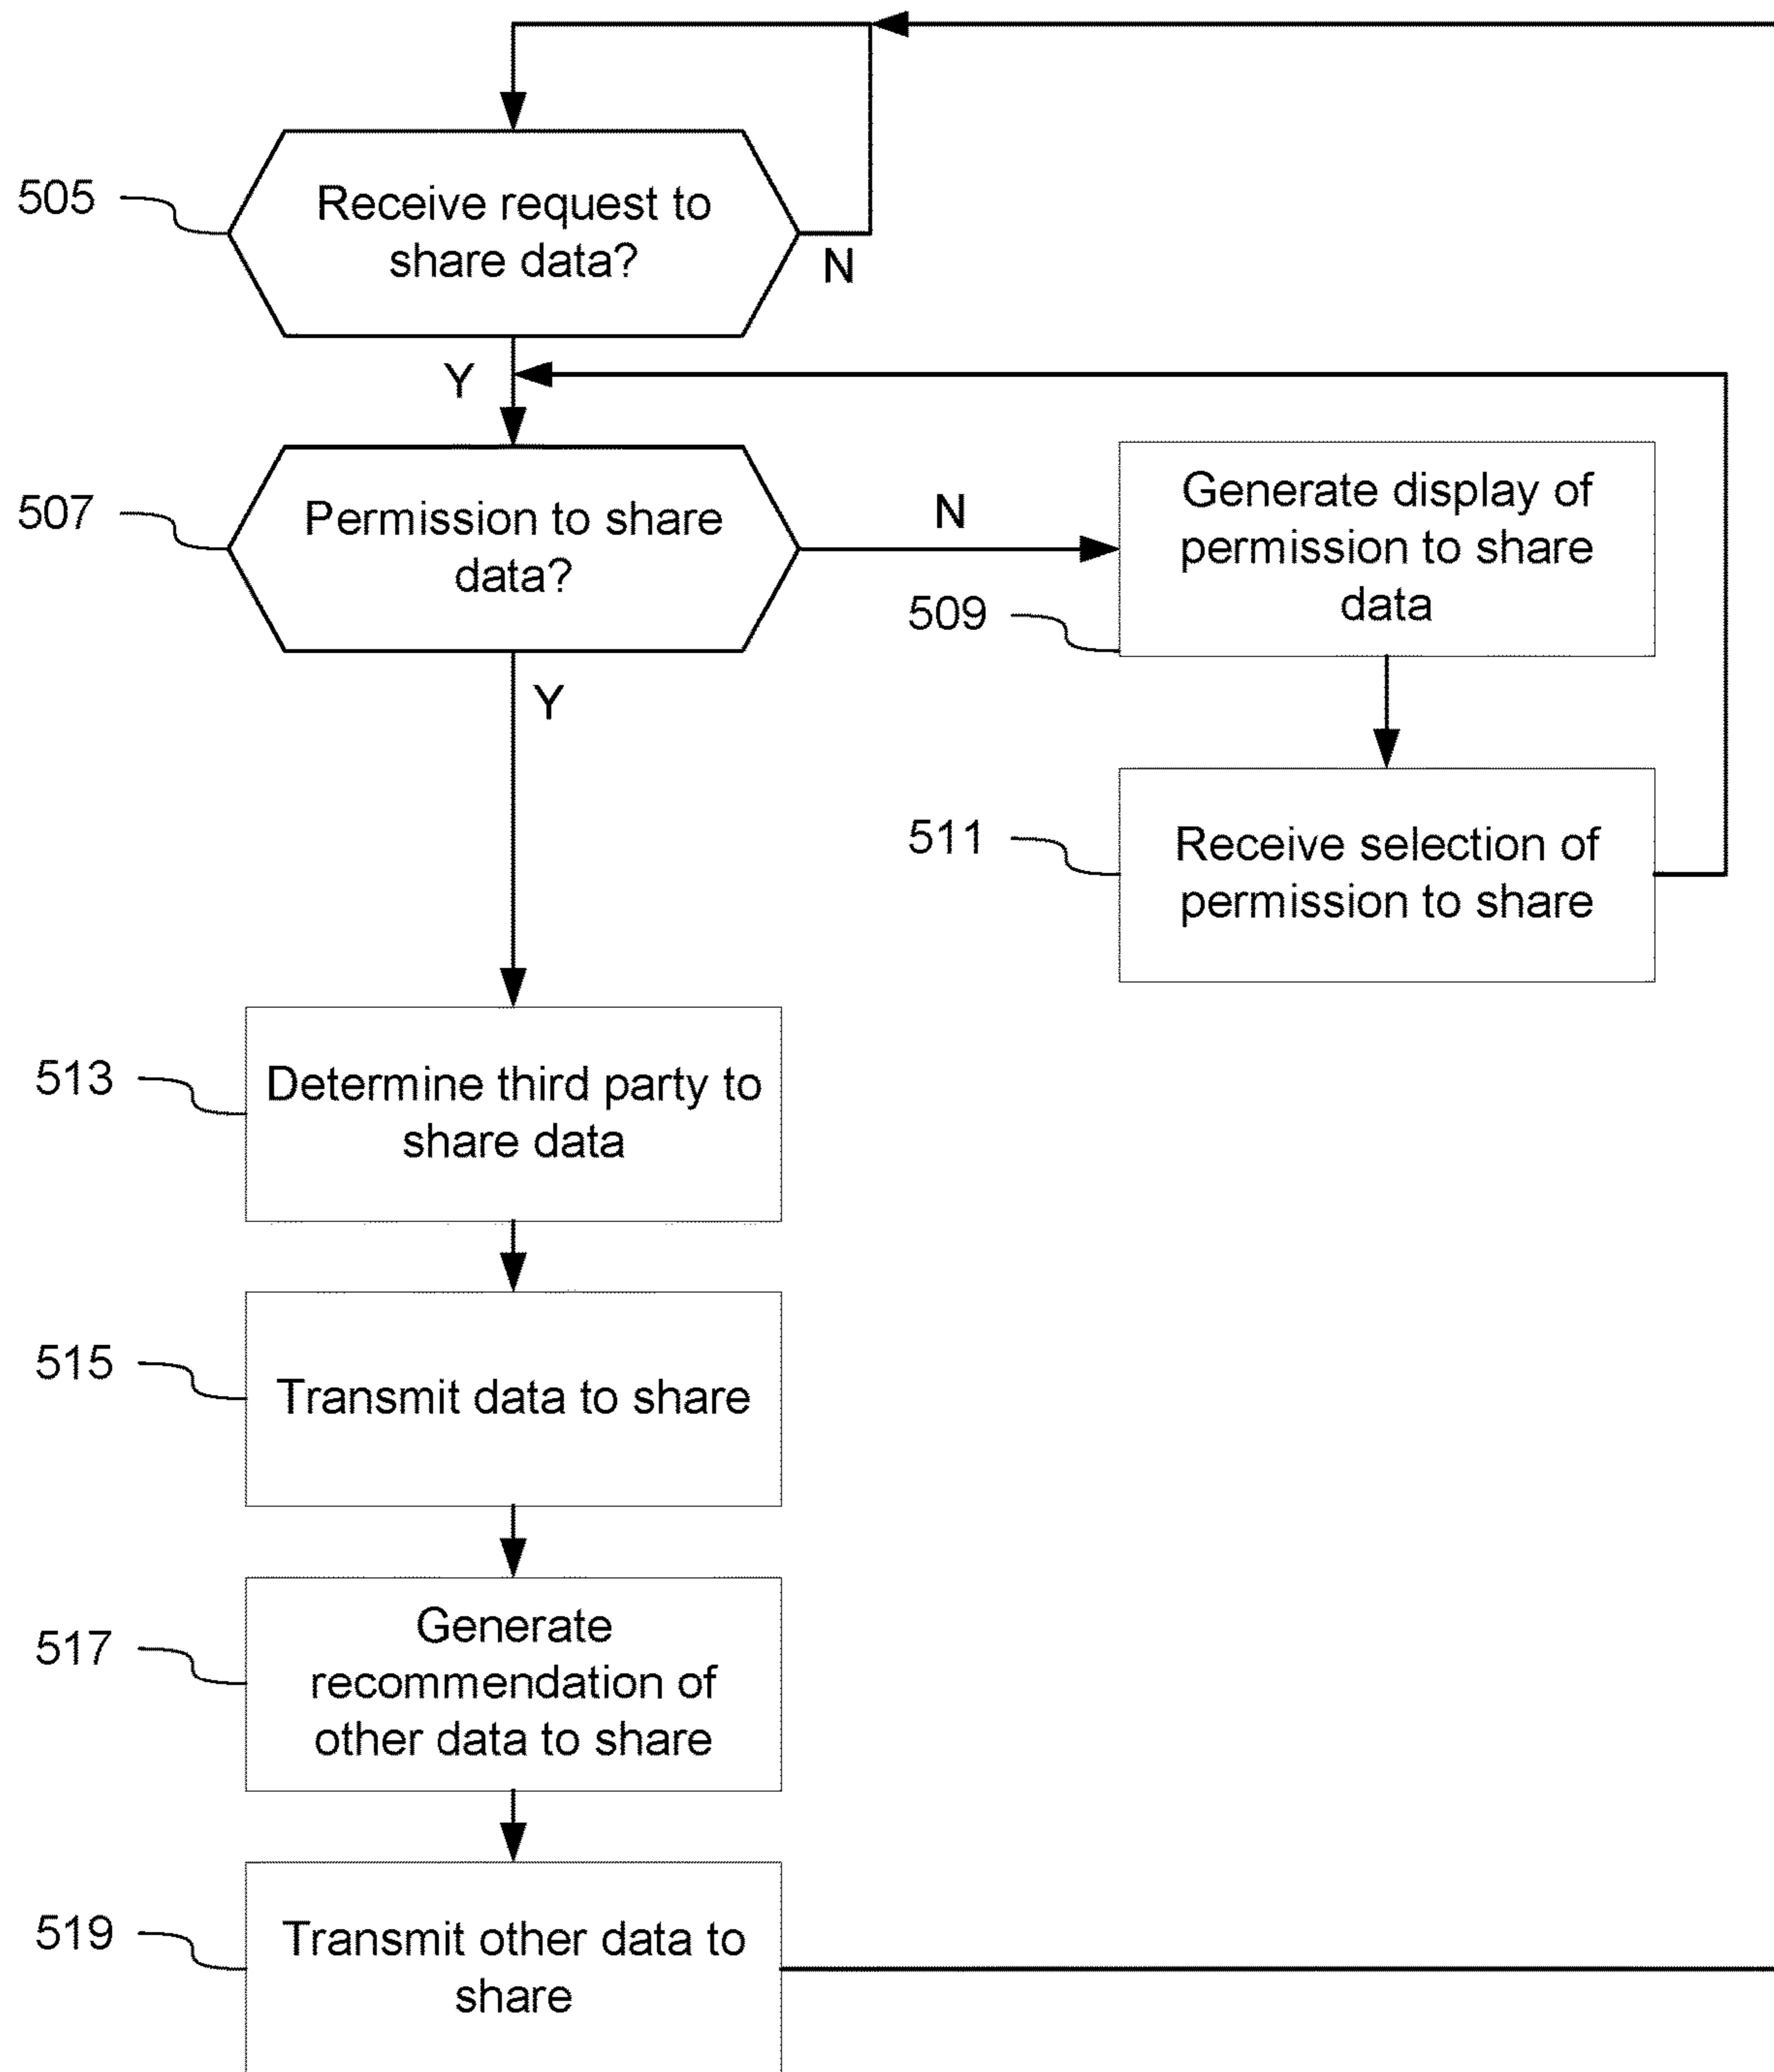 505
Receive request to
share data?
N
Y
507
Permission to share
data?
N
Generate display of
permission to share
data
509
Y
511
Receive selection of
permission to share
513
Determine third party to
share data
515
Transmit data to share
517
Generate
recommendation of
other data to share
519
Transmit other data to
share